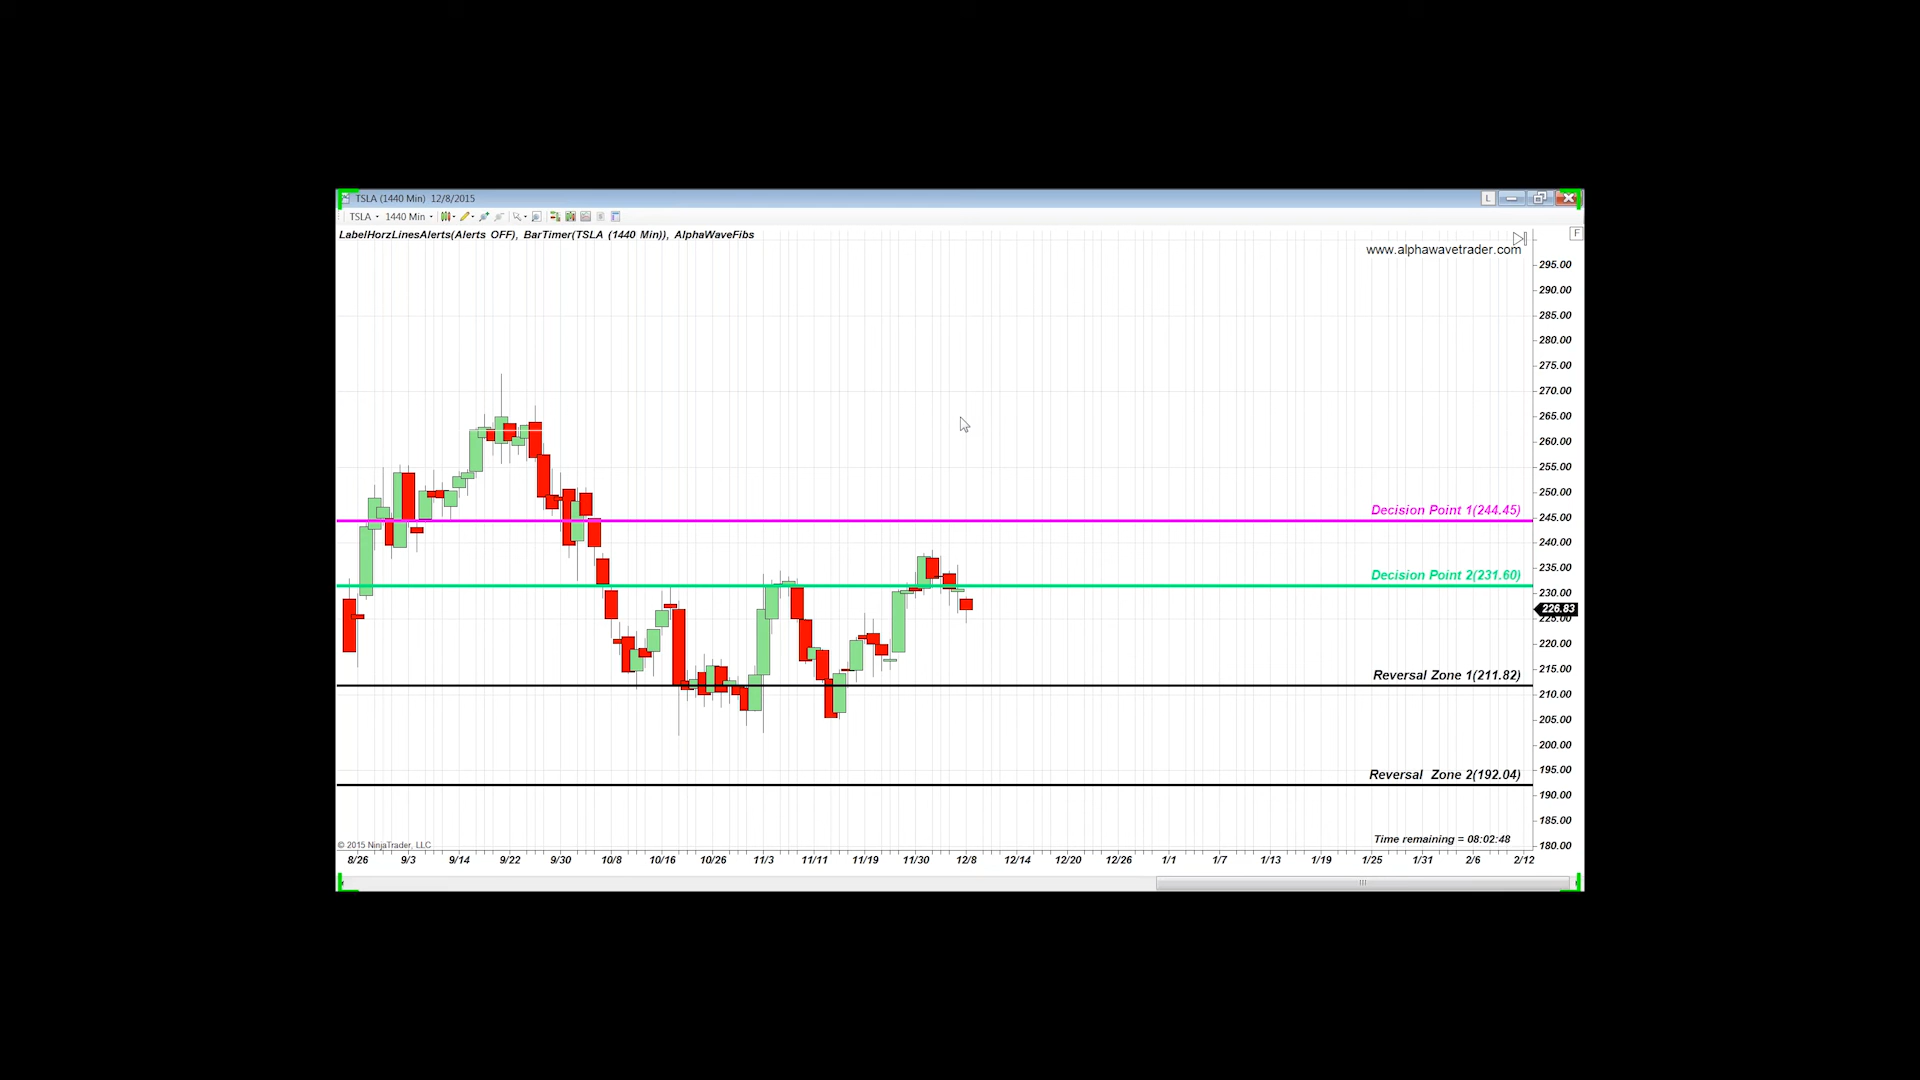 TSLA (1440 Min) 12/8/2015
L
TSLA 1440 Min
LabelHorzLinesAlerts(Alerts OFF), BarTimer(TSLA (1440 Min)), AlphaWaveFibs
F
www.alphawavetrader.com
295.00
290.00
285.00
280.00
275.00
270.00
265.00
260.00
255.00
250.00
Decision Point 1(244.45)
245.00
240.00
235.00
Decision Point 2(231.60)
230.00
226.83
225.00
220.00
215.00
Reversal Zone 1(211.82)
210.00
205.00
200.00
195.00
Reversal Zone 2(192.04)
190.00
185.00
Time remaining = 08:02:48
© 2015 NinjaTrader, LLC
180.00
8/26 9/3 9/14 9/22 9/30 10/8 10/16 10/26 11/3 11/11 11/19 11/30 12/8 12/14 12/20 12/26 1/1 1/7 1/13 1/19 1/25 1/31 2/6 2/12